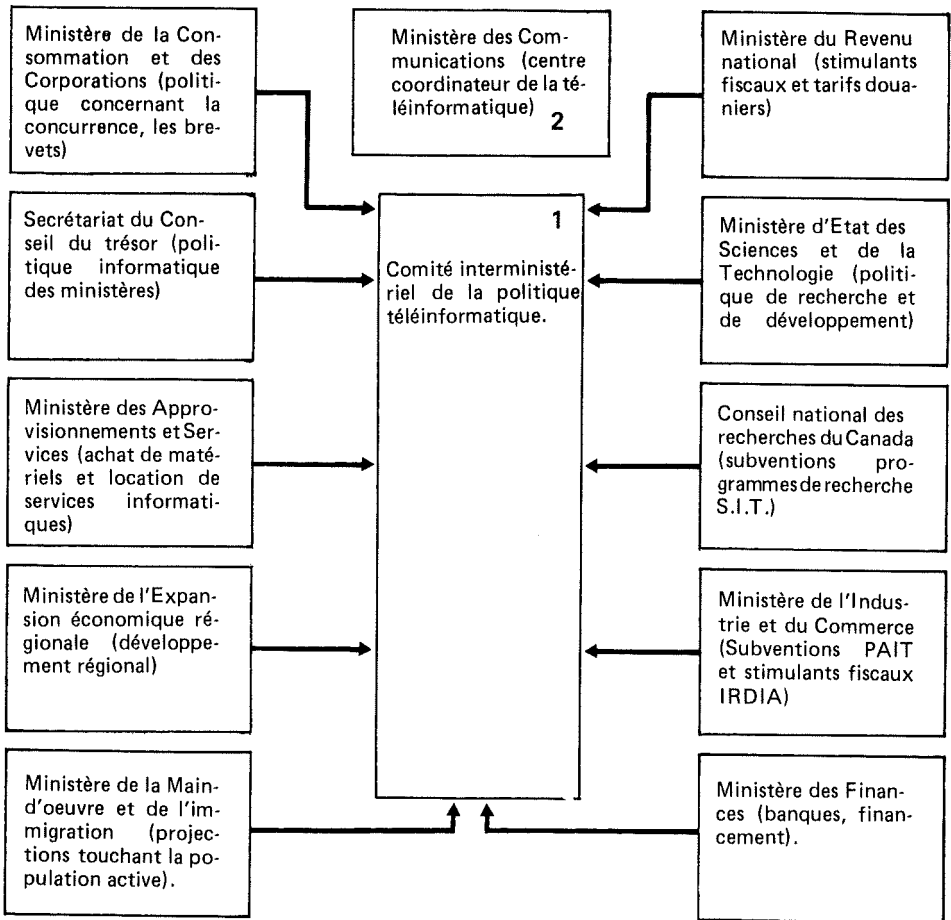 Ministère de la Con-
sommation et des
Corporations (politi-
que concernant la
concurrence, les bre-
vets)
Ministère des Com-
munications (centre
coordinateur de la té-
léinformatique)
2
Ministère du Revenu
national (stimulants
fiscaux et tarifs doua-
niers)
Secrétariat du Con-
seil du trésor (poli-
tique informatique
des ministères)
1
Comité interministé-
riel de la politique
téléinformatique.
Ministère d'Etat des
Sciences et de la
Technologie (politi-
que de recherche et
de développement)
Ministère des Appro-
visionnements et Ser-
vices (achat de maté-
riels et location de
services informati-
ques)
Conseil national des
recherches du Canada
(subventions pro-
grammes de recherche
S.I.T.)
Ministère de l'Expan-
sion économique ré-
gionale (développe-
ment régional)
Ministère de l'Indus-
trie et du Commerce
(Subventions PAIT
et stimulants fiscaux
IRDIA)
Ministère de la Main-
d'oeuvre et de l'im-
migration (projec-
tions touchant la po-
pulation active).
Ministère des Finan-
ces (banques, finan-
cement).